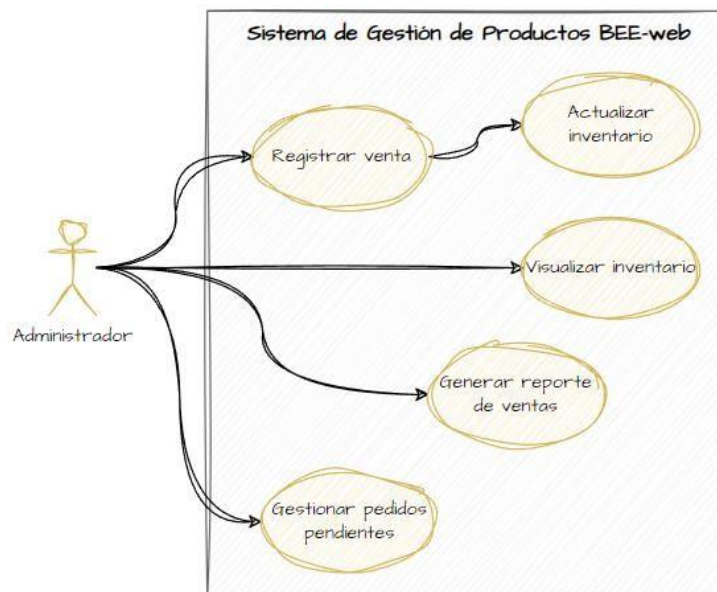 Sistema de Gestión de Productos BEE-web
Actualizar
inventario
Registrar venta
Visualizar inventario
Administrador
Generar reporte
de ventas
Gestionar pedidos
pendientes